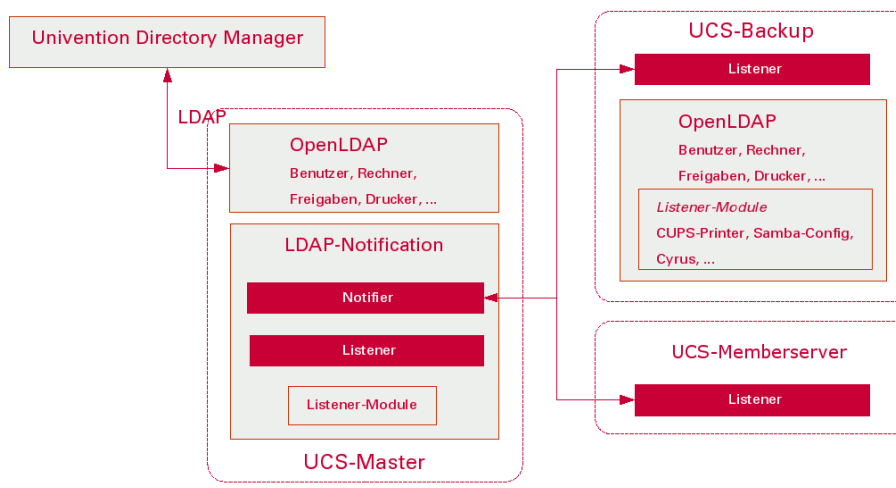 Univention Directory Manager
LDAP
OpenLDAP
Benutzer, Rechner,
Freigaben, Drucker, ...
LDAP-Notification
Notifier
Listener
Listener-Module
UCS-Master
UCS-Backup
Listener
OpenLDAP
Benutzer, Rechner,
Freigaben, Drucker, ...
Listener-Module
CUPS-Printer, Samba-Config,
Cyrus, ...
UCS-Memberserver
Listener